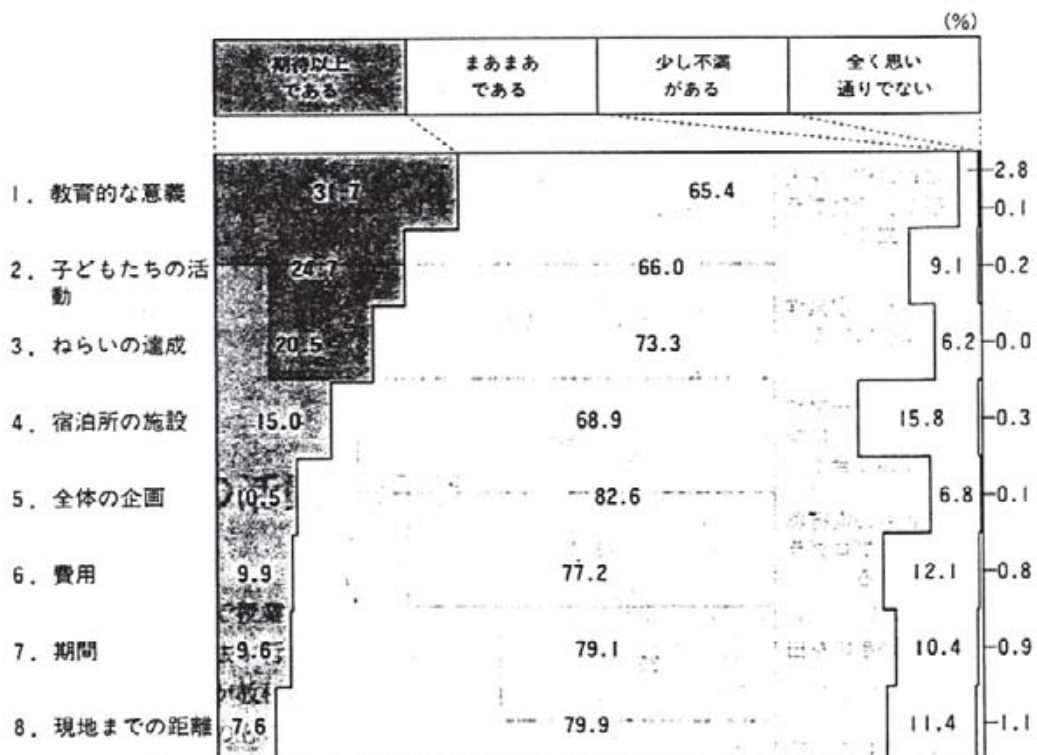 (%)
期待以上
である
まあまあ
である
少し不満
がある
全く思い
通りでない
1. 教育的な意義 31.7 65.4 2.8 0.1
2. 子どもたちの活
動 24.7 66.0 9.1 0.2
3. ねらいの達成 20.5 73.3 6.2 0.0
4. 宿泊所の施設 15.0 68.9 15.8 0.3
5. 全体の企画 10.5 82.6 6.8 0.1
6. 費用 9.9 77.2 12.1 0.8
7. 期間 9.6 79.1 10.4 0.9
8. 現地までの距離 7.6 79.9 11.4 1.1